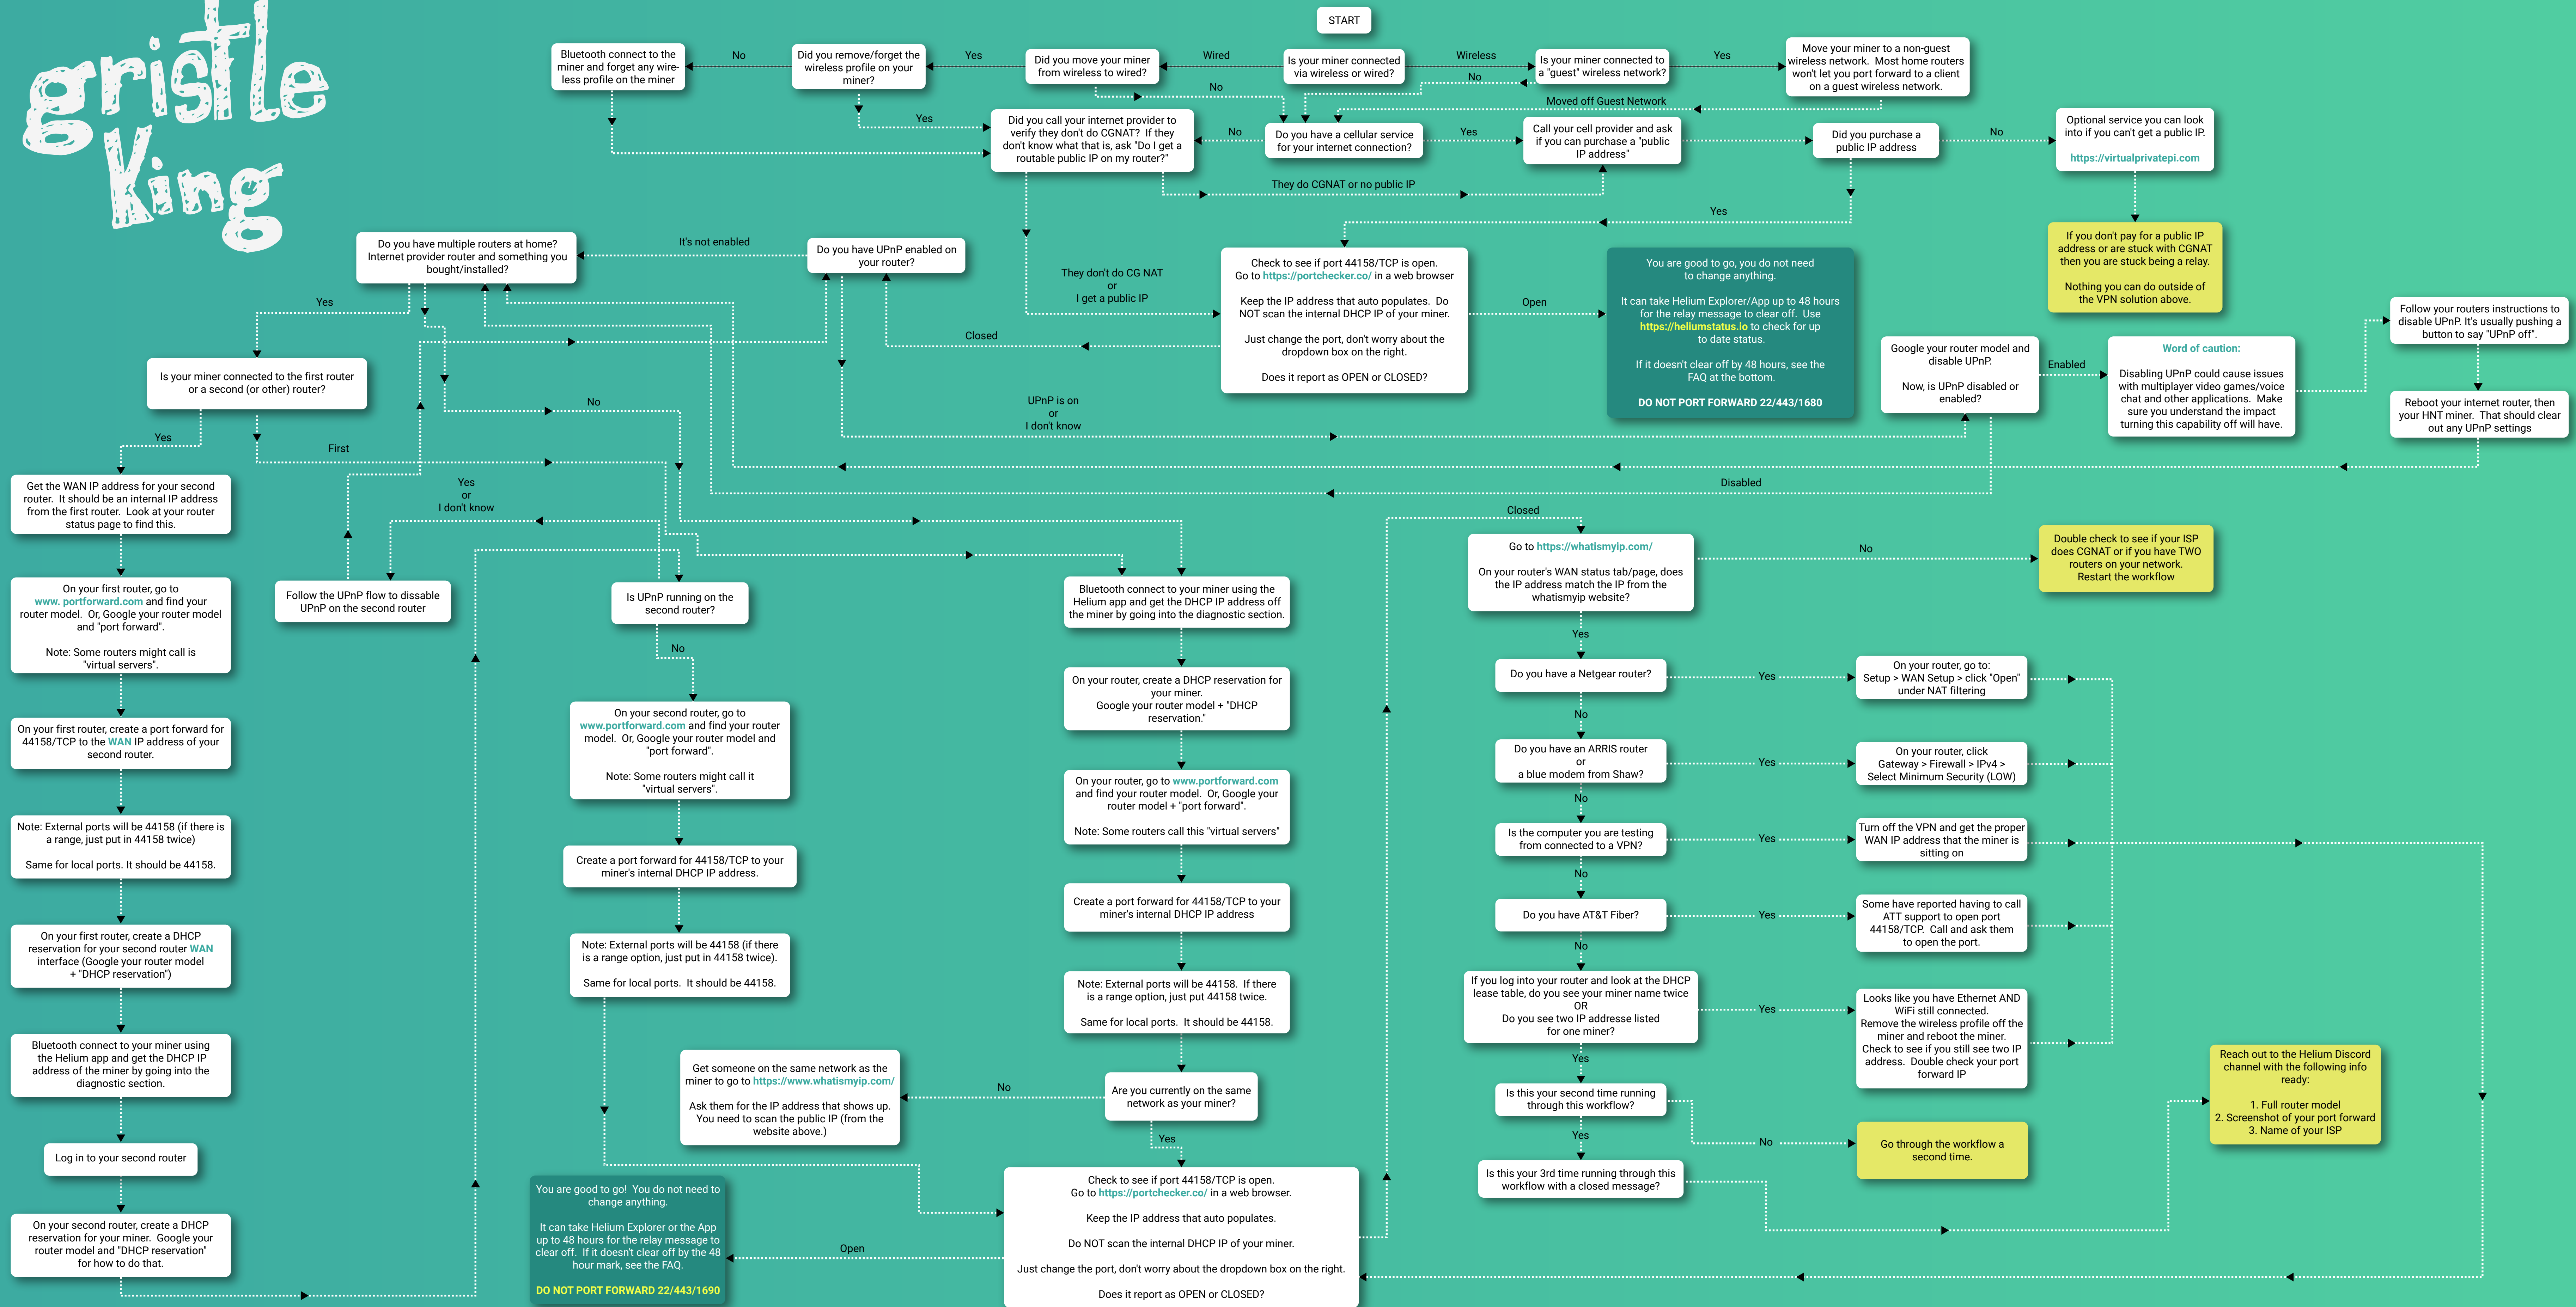 gristle
King
START
Bluetooth connect to the
miner and forget any wire-
less profile on the miner
No
Did you remove/forget the
wireless profile on your
miner?
Yes
Did you move your miner
from wireless to wired?
Wired
Is your miner connected
via wireless or wired?
Wireless
Is your miner connected to
a "guest" wireless network?
Yes
Move your miner to a non-guest
wireless network. Most home routers
won't let you port forward to a client
on a guest wireless network.
No
No
Moved off Guest Network
Yes
Did you call your internet provider to
verify they don't do CGNAT? If they
don't know what that is, ask "Do I get a
routable public IP on my router?"
No
Do you have a cellular service
for your internet connection?
Yes
Call your cell provider and ask
if you can purchase a "public
IP address"
Did you purchase a
public IP address
No
Optional service you can look
into if you can't get a public IP.
https://virtualprivatepi.com
They do CGNAT or no public IP
Yes
If you don't pay for a public IP
address or are stuck with CGNAT
then you are stuck being a relay.
Nothing you can do outside of
the VPN solution above.
Do you have multiple routers at home?
Internet provider router and something you
bought/installed?
It's not enabled
Do you have UPnP enabled on
your router?
They don't do CG NAT
or
I get a public IP
Closed
Check to see if port 44158/TCP is open.
Go to https://portchecker.co/ in a web browser
Keep the IP address that auto populates. Do
NOT scan the internal DHCP IP of your miner.
Just change the port, don't worry about the
dropdown box on the right.
Does it report as OPEN or CLOSED?
Open
You are good to go, you do not need
to change anything.
It can take Helium Explorer/App up to 48 hours
for the relay message to clear off. Use
https://heliumstatus.io to check for up
to date status.
If it doesn't clear off by 48 hours, see the
FAQ at the bottom.
DO NOT PORT FORWARD 22/443/1680
Google your router model and
disable UPnP.
Now, is UPnP disabled or
enabled?
Enabled
Word of caution:
Disabling UPnP could cause issues
with multiplayer video games/voice
chat and other applications. Make
sure you understand the impact
turning this capability off will have.
Follow your routers instructions to
disable UPnP. It's usually pushing a
button to say "UPnP off".
Reboot your internet router, then
your HNT miner. That should clear
out any UPnP settings
Yes
Is your miner connected to the first router
or a second (or other) router?
No
UPnP is on
or
I don't know
Yes
First
Disabled
Get the WAN IP address for your second
router. It should be an internal IP address
from the first router. Look at your router
status page to find this.
On your first router, go to
www. portforward.com and find your
router model. Or, Google your router model
and "port forward".
Note: Some routers might call is
"virtual servers".
On your first router, create a port forward for
44158/TCP to the WAN IP address of your
second router.
Note: External ports will be 44158 (if there is
a range, just put in 44158 twice)
Same for local ports. It should be 44158.
On your first router, create a DHCP
reservation for your second router WAN
interface (Google your router model
+ "DHCP reservation")
Bluetooth connect to your miner using
the Helium app and get the DHCP IP
address of the miner by going into the
diagnostic section.
Log in to your second router
On your second router, create a DHCP
reservation for your miner. Google your
router model and "DHCP reservation"
for how to do that.
Yes
or
I don't know
Follow the UPnP flow to dissable
UPnP on the second router
Is UPnP running on the
second router?
No
On your second router, go to
www.portforward.com and find your router
model. Or, Google your router model and
"port forward".
Note: Some routers might call it
"virtual servers".
Create a port forward for 44158/TCP to your
miner's internal DHCP IP address.
Note: External ports will be 44158 (if there
is a range option, just put in 44158 twice).
Same for local ports. It should be 44158.
Bluetooth connect to your miner using the
Helium app and get the DHCP IP address off
the miner by going into the diagnostic section.
On your router, create a DHCP reservation for
your miner.
Google your router model + "DHCP
reservation."
On your router, go to www.portforward.com
and find your router model. Or, Google your
router model + "port forward".
Note: Some routers call this "virtual servers"
Create a port forward for 44158/TCP to your
miner's internal DHCP IP address
Note: External ports will be 44158. If there
is a range option, just put 44158 twice.
Same for local ports. It should be 44158.
Are you currently on the same
network as your miner?
No
Get someone on the same network as the
miner to go to https://www.whatismyip.com/
Ask them for the IP address that shows up.
You need to scan the public IP (from the
website above.)
Yes
Check to see if port 44158/TCP is open.
Go to https://portchecker.co/ in a web browser.
Keep the IP address that auto populates.
Do NOT scan the internal DHCP IP of your miner.
Just change the port, don't worry about the dropdown box on the right.
Does it report as OPEN or CLOSED?
Open
You are good to go! You do not need to
change anything.
It can take Helium Explorer or the App
up to 48 hours for the relay message to
clear off. If it doesn't clear off by the 48
hour mark, see the FAQ.
DO NOT PORT FORWARD 22/443/1690
Closed
Go to https://whatismyip.com/
On your router's WAN status tab/page, does
the IP address match the IP from the
whatismyip website?
No
Double check to see if your ISP
does CGNAT or if you have TWO
routers on your network.
Restart the workflow
Yes
Do you have a Netgear router?
Yes
On your router, go to:
Setup > WAN Setup > click "Open"
under NAT filtering
No
Do you have an ARRIS router
or
a blue modem from Shaw?
Yes
On your router, click
Gateway > Firewall > IPv4 >
Select Minimum Security (LOW)
No
Is the computer you are testing
from connected to a VPN?
Yes
Turn off the VPN and get the proper
WAN IP address that the miner is
sitting on
No
Do you have AT&T Fiber?
Yes
Some have reported having to call
ATT support to open port
44158/TCP. Call and ask them
to open the port.
No
If you log into your router and look at the DHCP
lease table, do you see your miner name twice
OR
Do you see two IP addresse listed
for one miner?
Yes
Looks like you have Ethernet AND
WiFi still connected.
Remove the wireless profile off the
miner and reboot the miner.
Check to see if you still see two IP
address. Double check your port
forward IP
Yes
Is this your second time running
through this workflow?
No
Go through the workflow a
second time.
Yes
Is this your 3rd time running through this
workflow with a closed message?
Reach out to the Helium Discord
channel with the following info
ready:
1. Full router model
2. Screenshot of your port forward
3. Name of your ISP